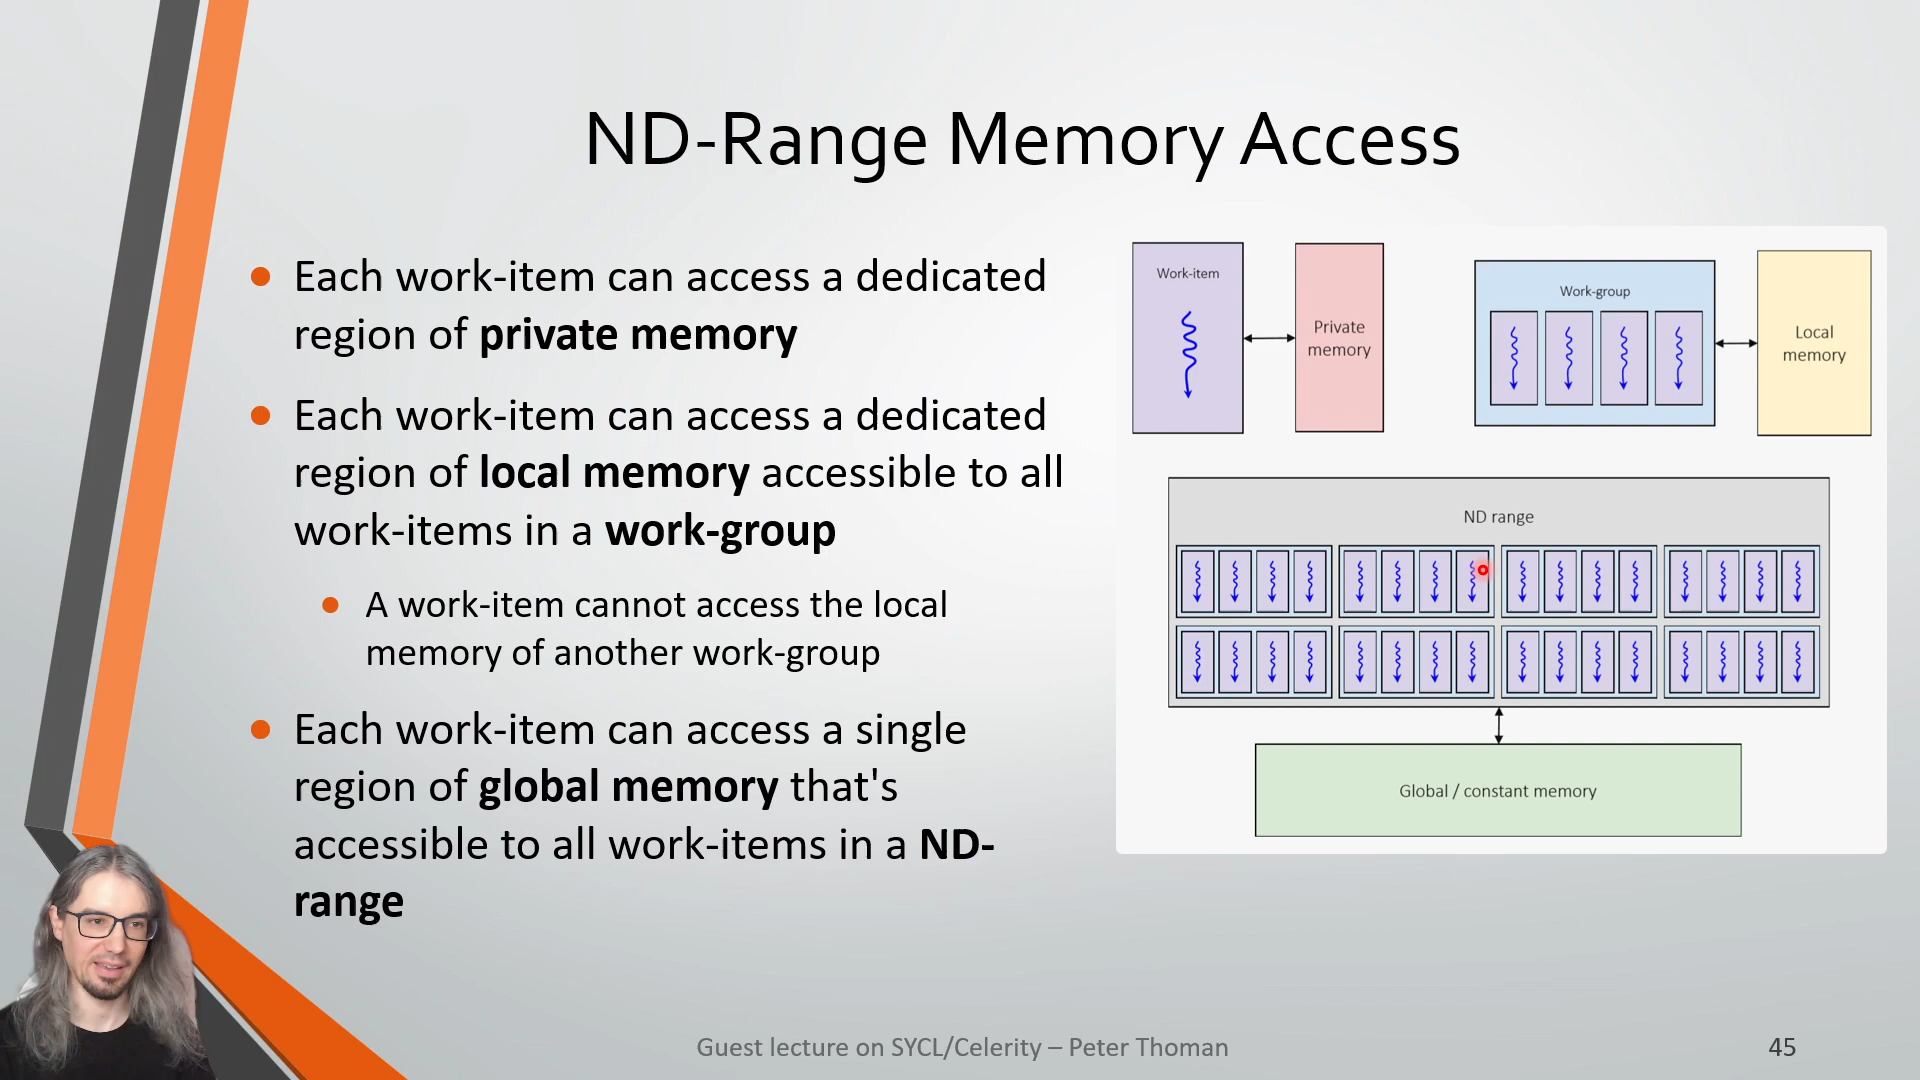 ND-Range Memory Access
Each work-item can access a dedicated
region of private memory
Each work-item can access a dedicated
region of local memory accessible to all
work-items in a work-group
A work-item cannot access the local
memory of another work-group
Each work-item can access a single
region of global memory that's
accessible to all work-items in a ND-
range
Work-item
Private
memory
Work-group
Local
memory
ND range
Global / constant memory
Guest lecture on SYCL/Celerity – Peter Thoman
45